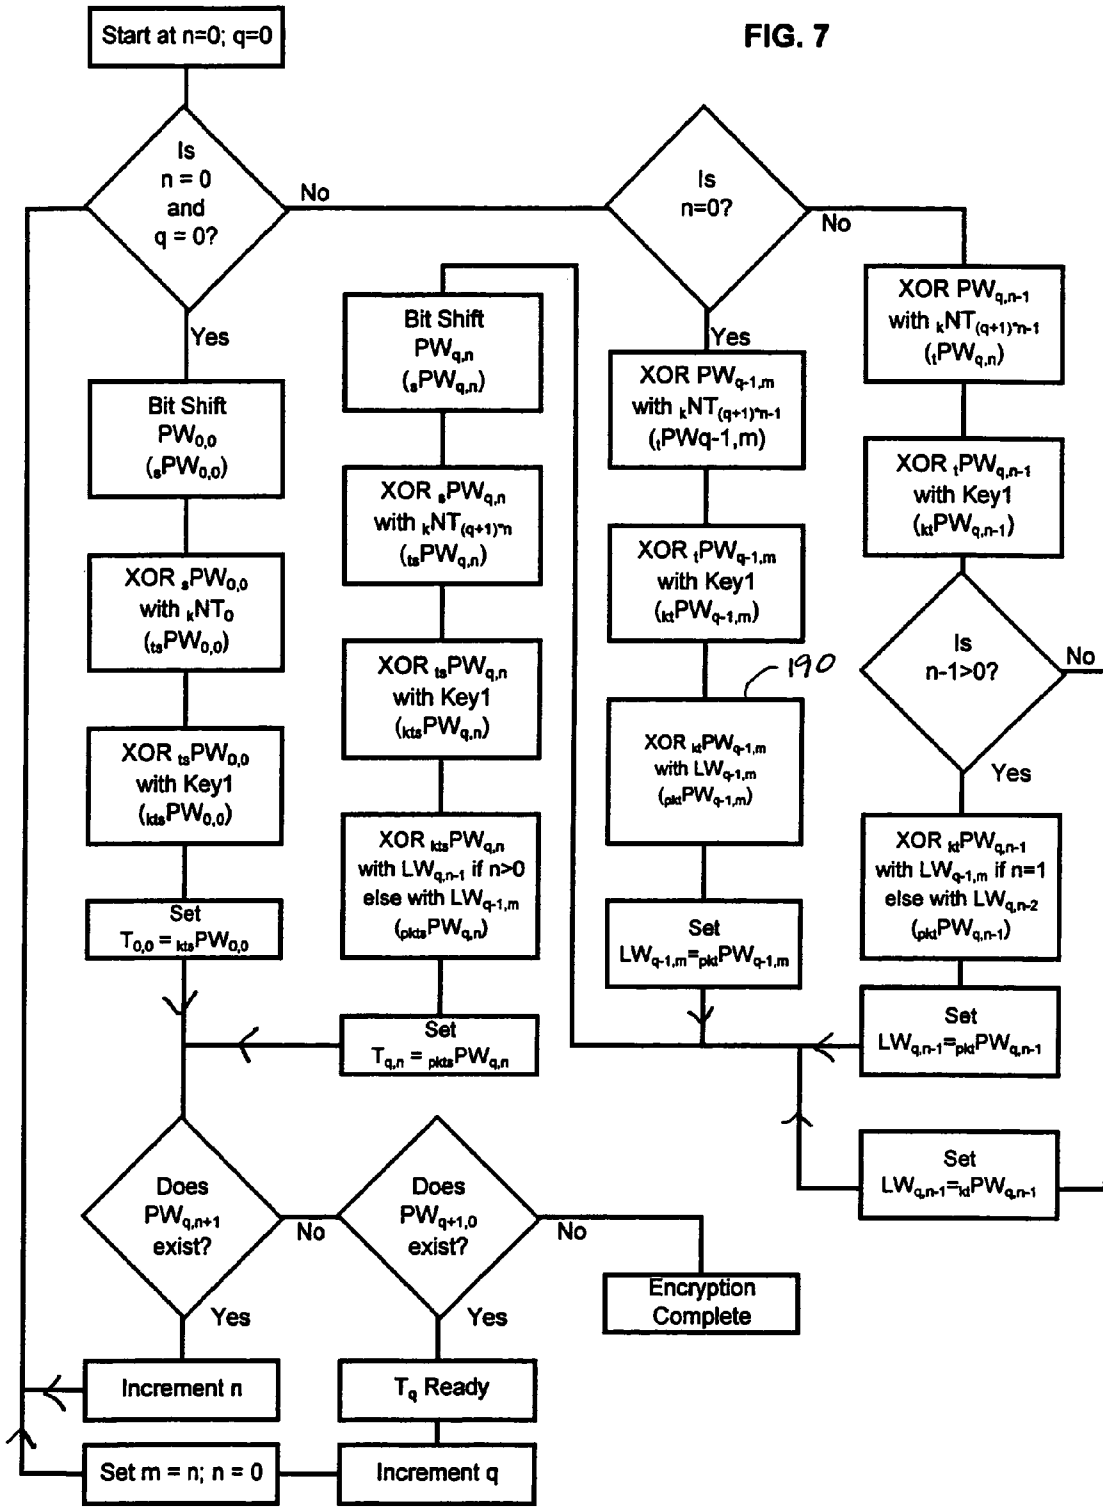 FIG. 7
Start at n=0; q=0
Is
n = 0
and
q = 0?
No
Yes
Bit Shift
PW0,0
(sPW0,0)
XOR sPW0,0
with kNT0
(tsPW0,0)
XOR tsPW0,0
with Key1
(ktsPW0,0)
Set
T0,0 = ktsPW0,0
Bit Shift
PWq,n
(sPWq,n)
XOR sPWq,n
with kNT(q+1)*n
(tsPWq,n)
XOR tsPWq,n
with Key1
(ktsPWq,n)
XOR ktsPWq,n
with LWq,n-1 if n>0
else with LWq-1,m
(pktsPWq,n)
Set
Tq,n = pktsPWq,n
Is
n=0?
No
Yes
XOR PWq-1,m
with kNT(q+1)*n-1
(tPWq-1,m)
XOR tPWq-1,m
with Key1
(ktPWq-1,m)
190
XOR ktPWq-1,m
with LWq-1,m
(pktPWq-1,m)
Set
LWq-1,m=pktPWq-1,m
XOR PWq,n-1
with kNT(q+1)*n-1
(tPWq,n)
XOR tPWq,n-1
with Key1
(ktPWq,n-1)
Is
n-1>0?
No
Yes
XOR ktPWq,n-1
with LWq-1,m if n=1
else with LWq,n-2
(pktPWq,n-1)
Set
LWq,n-1=pktPWq,n-1
Set
LWq,n-1=ktPWq,n-1
Does
PWq,n+1
exist?
No
Yes
Does
PWq+1,0
exist?
No
Yes
Encryption
Complete
Increment n
Tq Ready
Set m = n; n = 0
Increment q